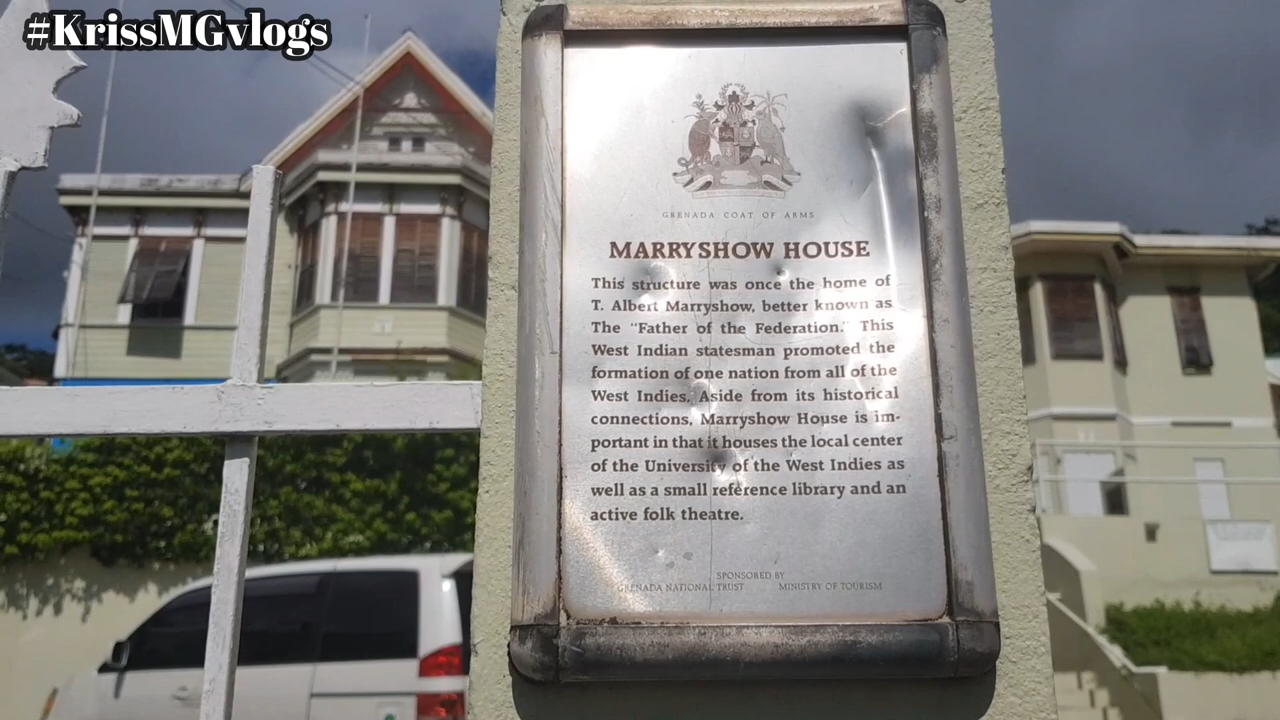 #KrissMGvlogs
GRENADA COAT OF ARMS
MARRYSHOW HOUSE
This structure was once the home of
T. Albert Marryshow, better known as
The "Father of the Federation." This
West Indian statesman promoted the
formation of one nation from all of the
West Indies. Aside from its historical
connections, Marryshow House is im-
portant in that it houses the local center
of the University of the West Indies as
well as a small reference library and an
active folk theatre.
SPONSORED BY
GRENADA NATIONAL TRUST MINISTRY OF TOURISM